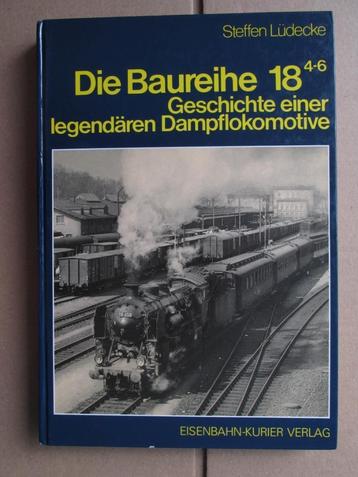 Steffen Lüdecke
Die Baureihe 18 4-6
Geschichte einer
legendären Dampflokomotive
EISENBAHN-KURIER VERLAG